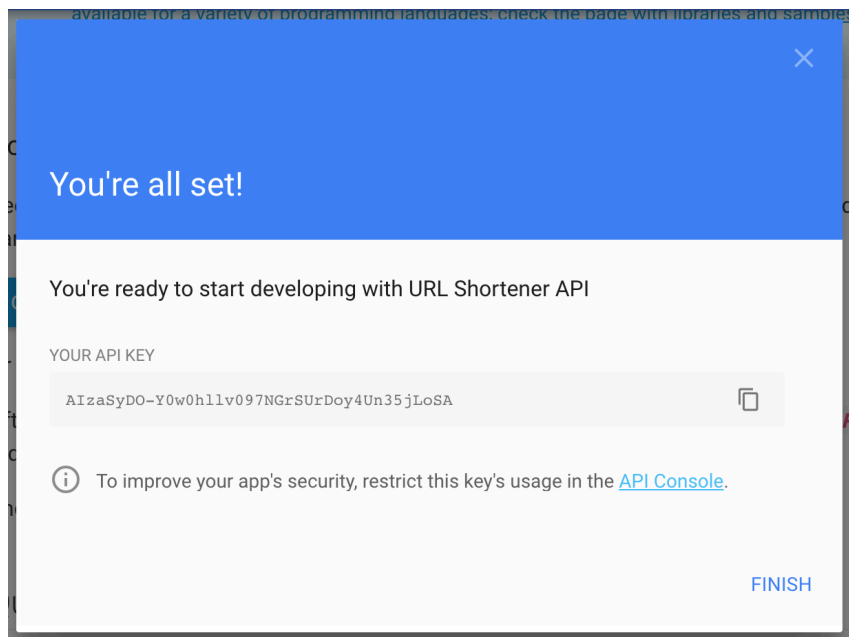 available for a variety of programming languages; check the page with libraries and samples
You're all set!
You're ready to start developing with URL Shortener API
YOUR API KEY
AIzaSyDO-Y0w0hllv097NGrSUrDoy4Un35jLoSA
To improve your app's security, restrict this key's usage in the API Console.
FINISH